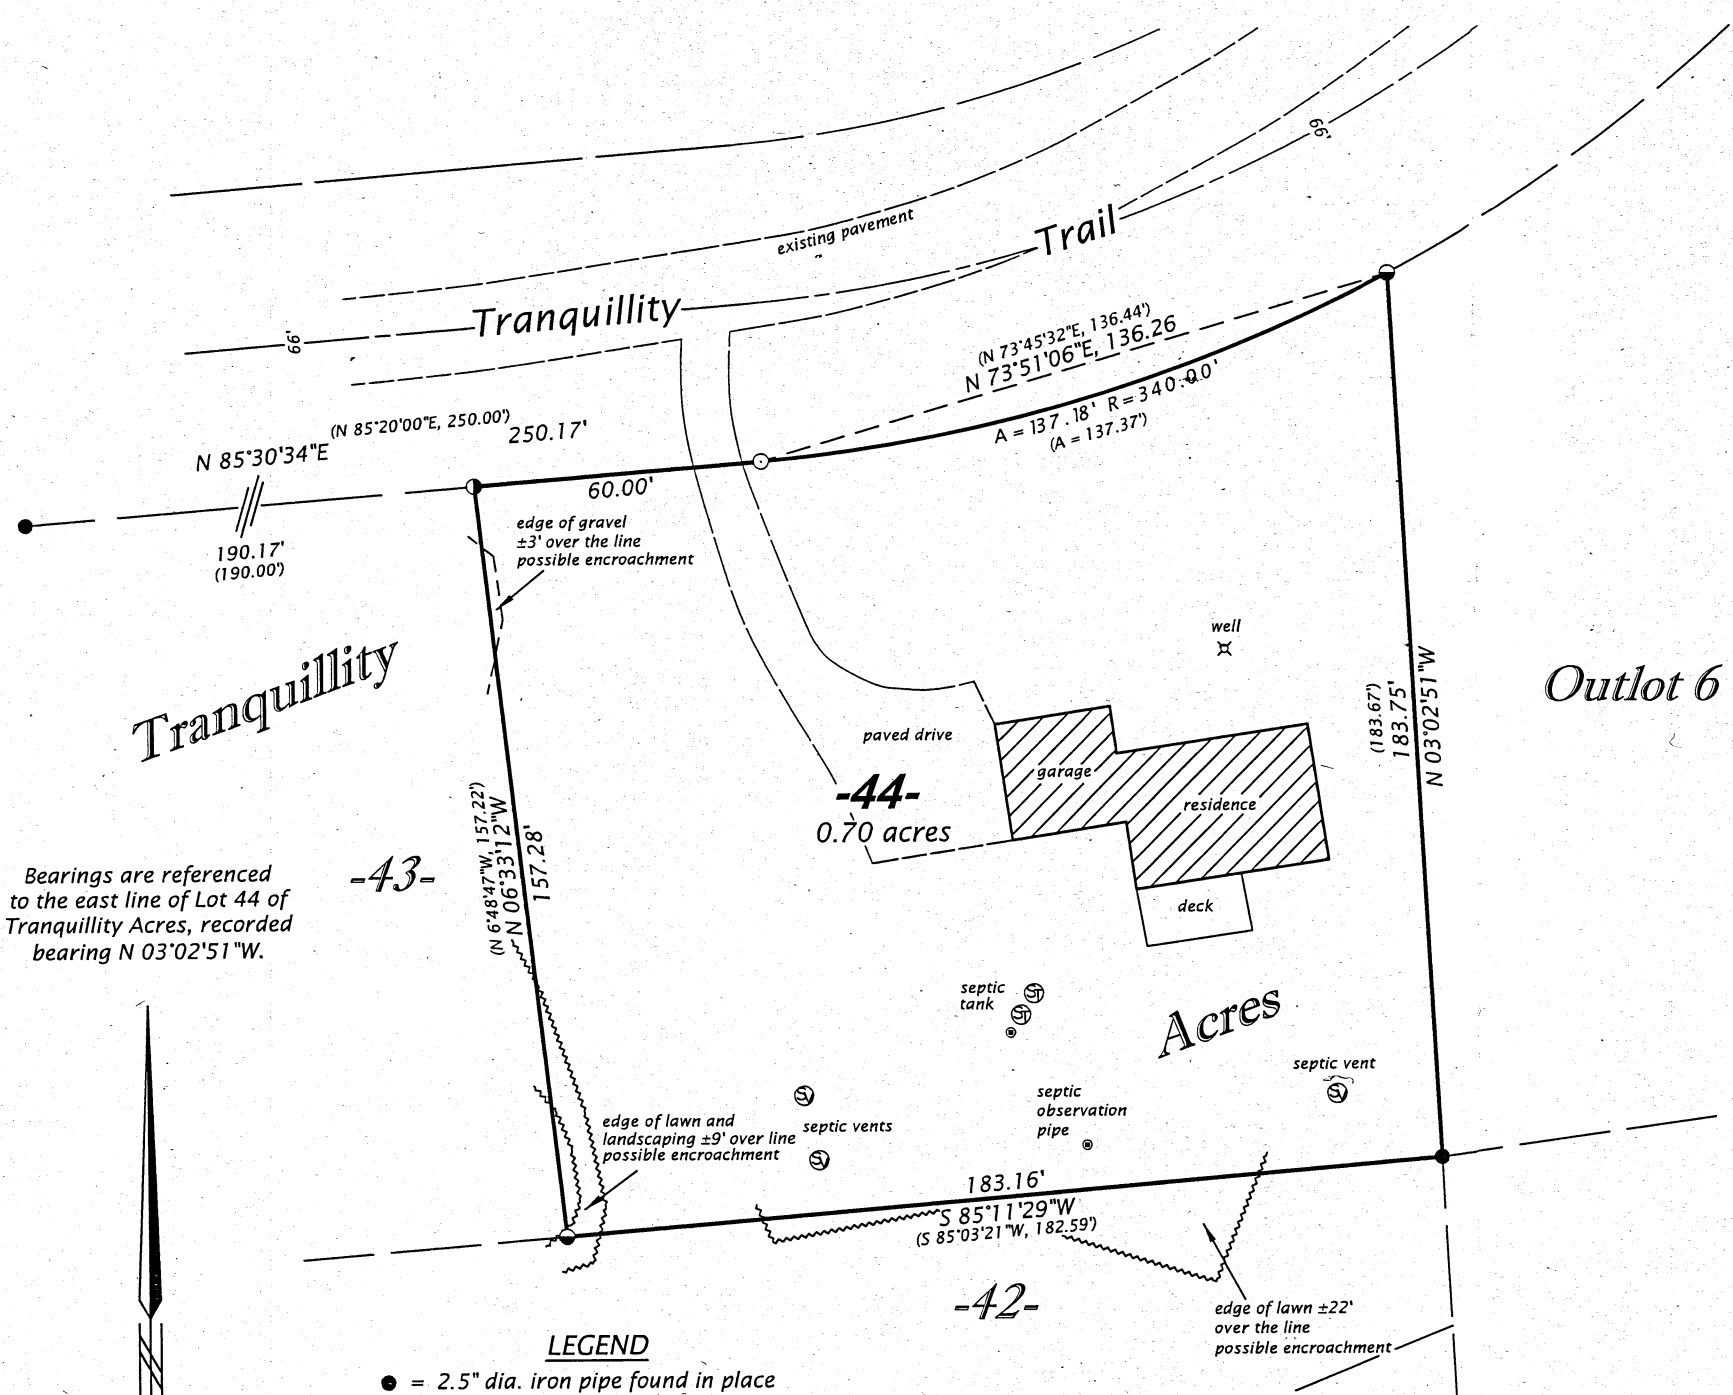 66'
Trail
existing pavement
Tranquillity
66'
(N 73°45'32"E, 136.44')
N 73°51'06"E, 136.26
A = 137.18' R = 340.00'
(A = 137.37')
(N 85°20'00"E, 250.00')
N 85°30'34"E
250.17'
60.00'
190.17'
(190.00')
edge of gravel
±3' over the line
possible encroachment
well
Tranquillity
Outlot 6
(183.67')
183.75'
N 03°02'51"W
paved drive
garage
residence
-44-
0.70 acres
(N 6°48'47"W, 157.22')
N 06°33'12"W
157.28'
-43-
Bearings are referenced
to the east line of Lot 44 of
Tranquillity Acres, recorded
bearing N 03°02'51"W.
deck
septic
tank
ST
ST
Acres
septic vent
SV
septic
observation
pipe
SV
septic vents
SV
edge of lawn and
landscaping ±9' over line
possible encroachment
183.16'
S 85°11'29"W
(S 85°03'21"W, 182.59')
-42-
edge of lawn ±22'
over the line
possible encroachment
LEGEND
= 2.5" dia. iron pipe found in place